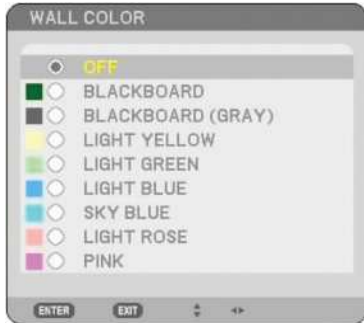 WALL COLOR
OFF
BLACKBOARD
BLACKBOARD (GRAY)
LIGHT YELLOW
LIGHT GREEN
LIGHT BLUE
SKY BLUE
LIGHT ROSE
PINK
ENTER EXIT